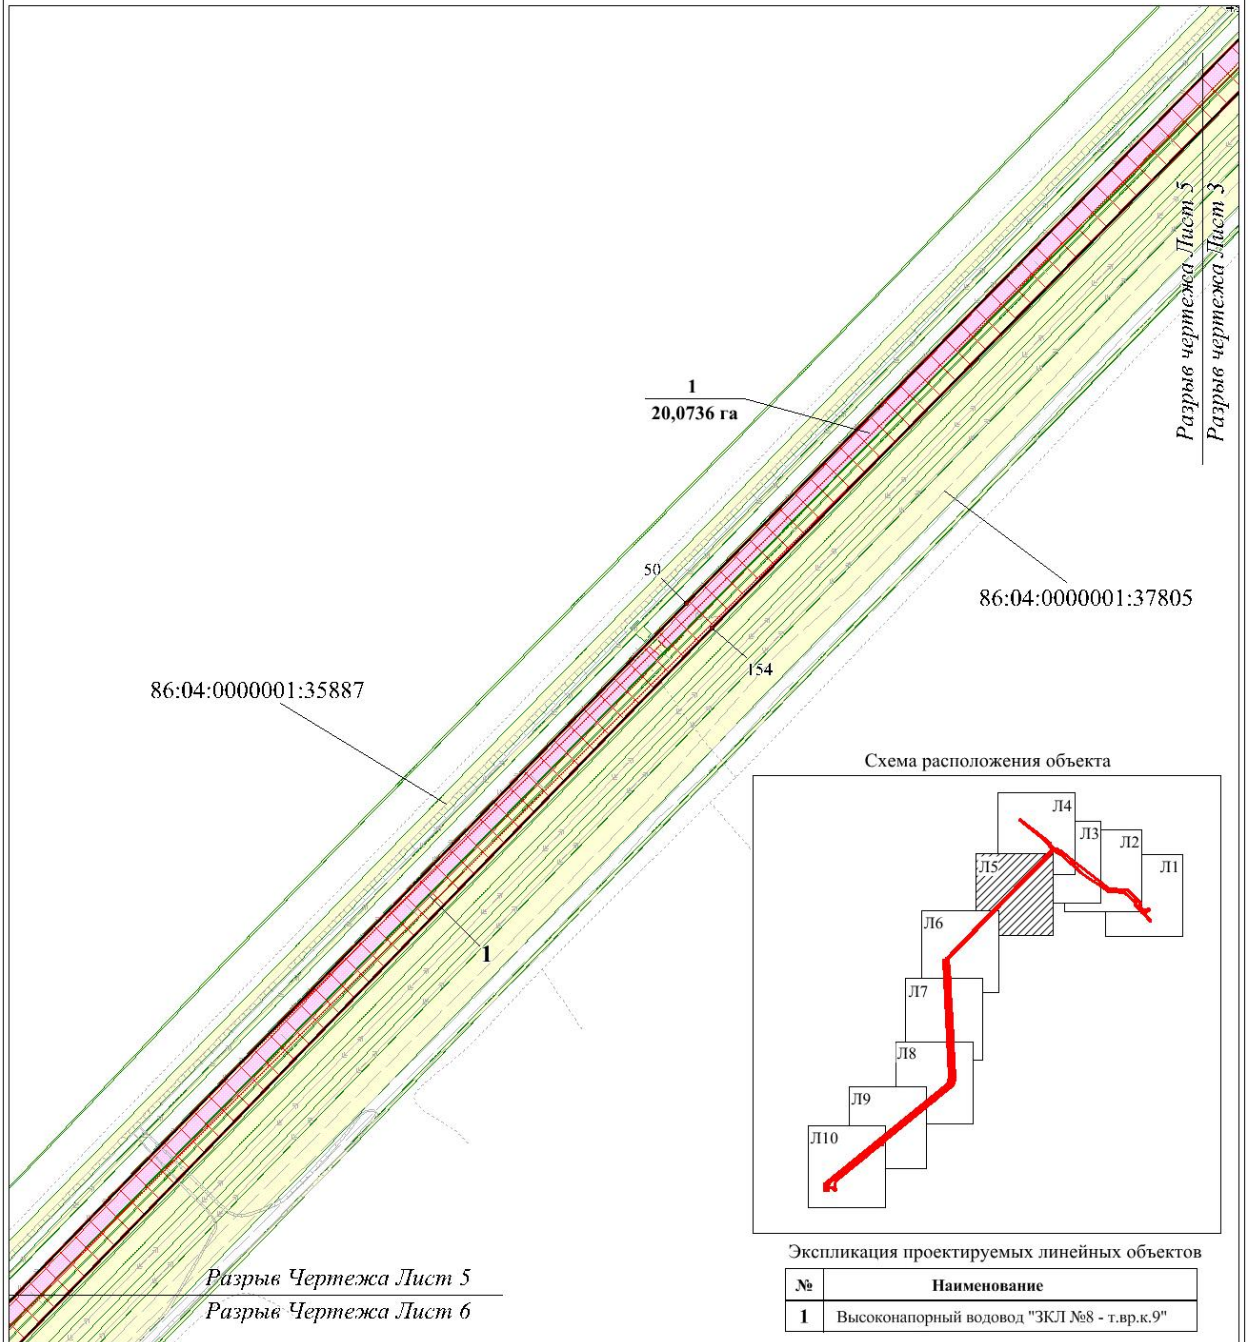 Разрыв чертежа Лист 5
Разрыв чертежа Лист 3
1
20,0736 га
50
86:04:0000001:37805
154
86:04:0000001:35887
1
Схема расположения объекта
Л4
Л3
Л2
Л1
Л5
Л6
Л7
Л8
Л9
Л10
Разрыв Чертежа Лист 5
Разрыв Чертежа Лист 6
Экспликация проектируемых линейных объектов
№ Наименование
1 Высоконапорный водовод "ЗКЛ №8 - т.вр.к.9"